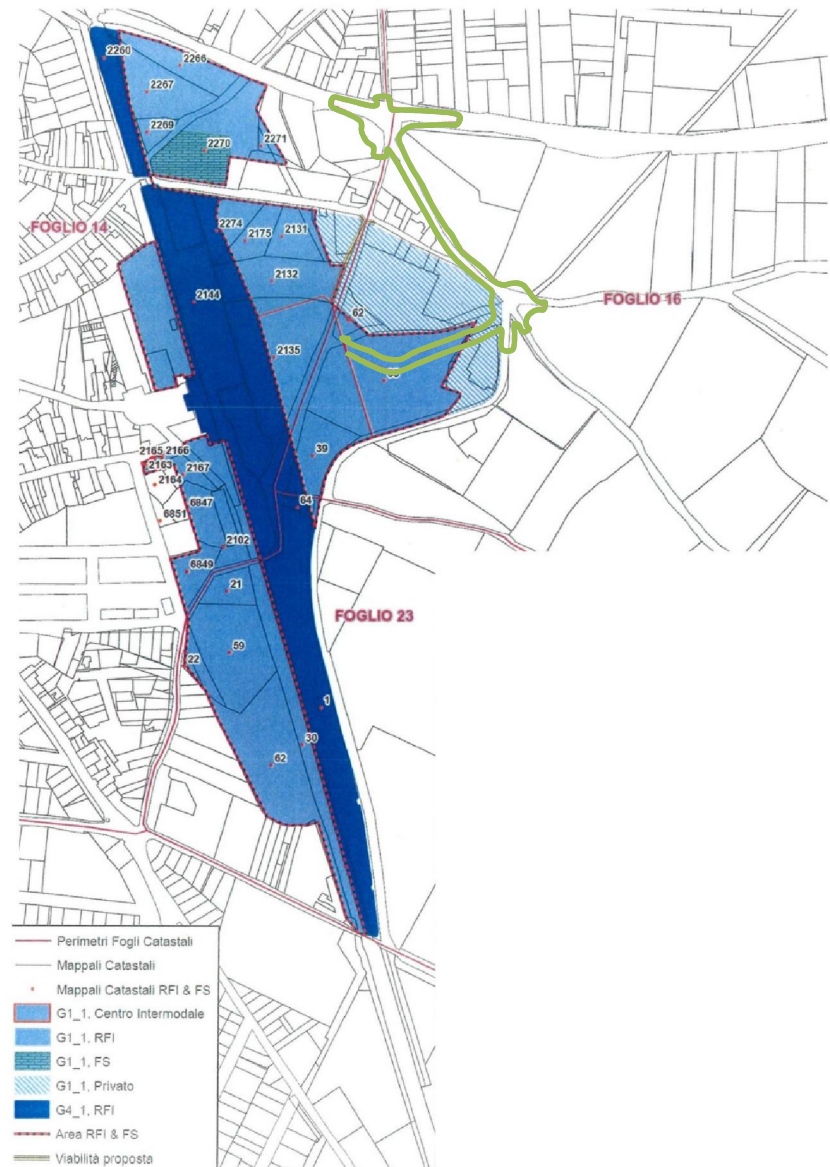 2260
2266
2267
2269
2270
2271
FOGLIO 14
2274
2175
2131
2132
2144
62
FOGLIO 16
2135
39
2165
2166
2163
2167
2164
6847
64
6851
2102
6849
21
FOGLIO 23
59
22
1
30
62
Perimetri Fogli Catastali
Mappali Catastali
Mappali Catastali RFI & FS
G1_1, Centro Intermodale
G1_1, RFI
G1_1, FS
G1_1, Privato
G4_1, RFI
Area RFI & FS
Viabilità proposta